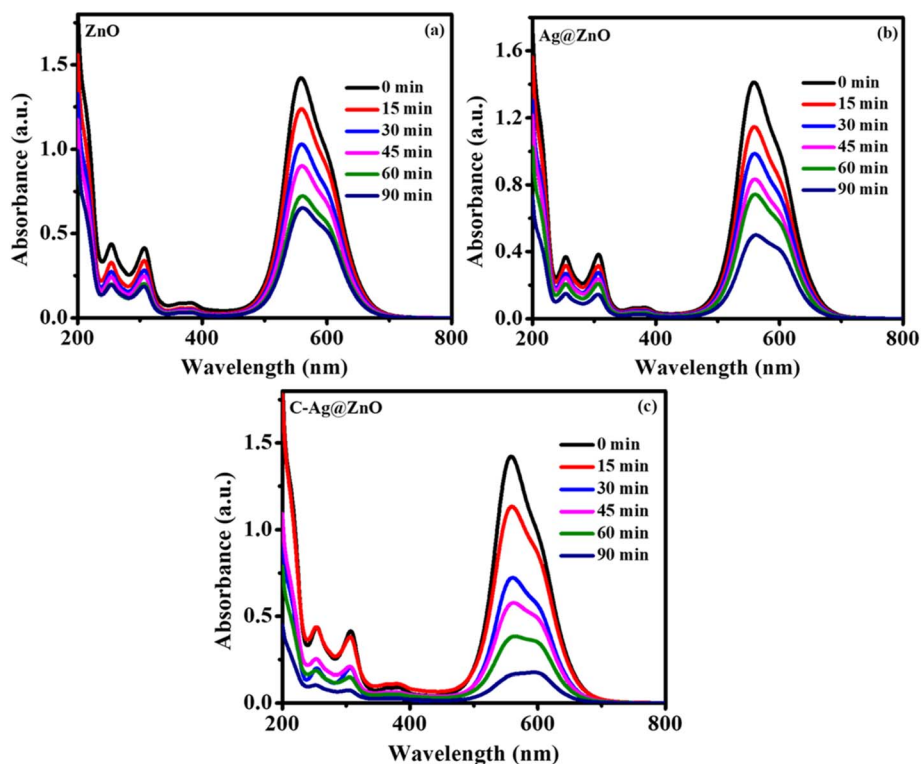 ZnO
(a)
0 min
15 min
30 min
45 min
60 min
90 min
1.5
1.0
0.5
0.0
200
400
600
800
Absorbance (a.u.)
Wavelength (nm)
Ag@ZnO
(b)
0 min
15 min
30 min
45 min
60 min
90 min
1.6
1.2
0.8
0.4
0.0
200
400
600
800
Absorbance (a.u.)
Wavelength (nm)
C-Ag@ZnO
(c)
0 min
15 min
30 min
45 min
60 min
90 min
1.5
1.0
0.5
0.0
200
400
600
800
Absorbance (a.u.)
Wavelength (nm)